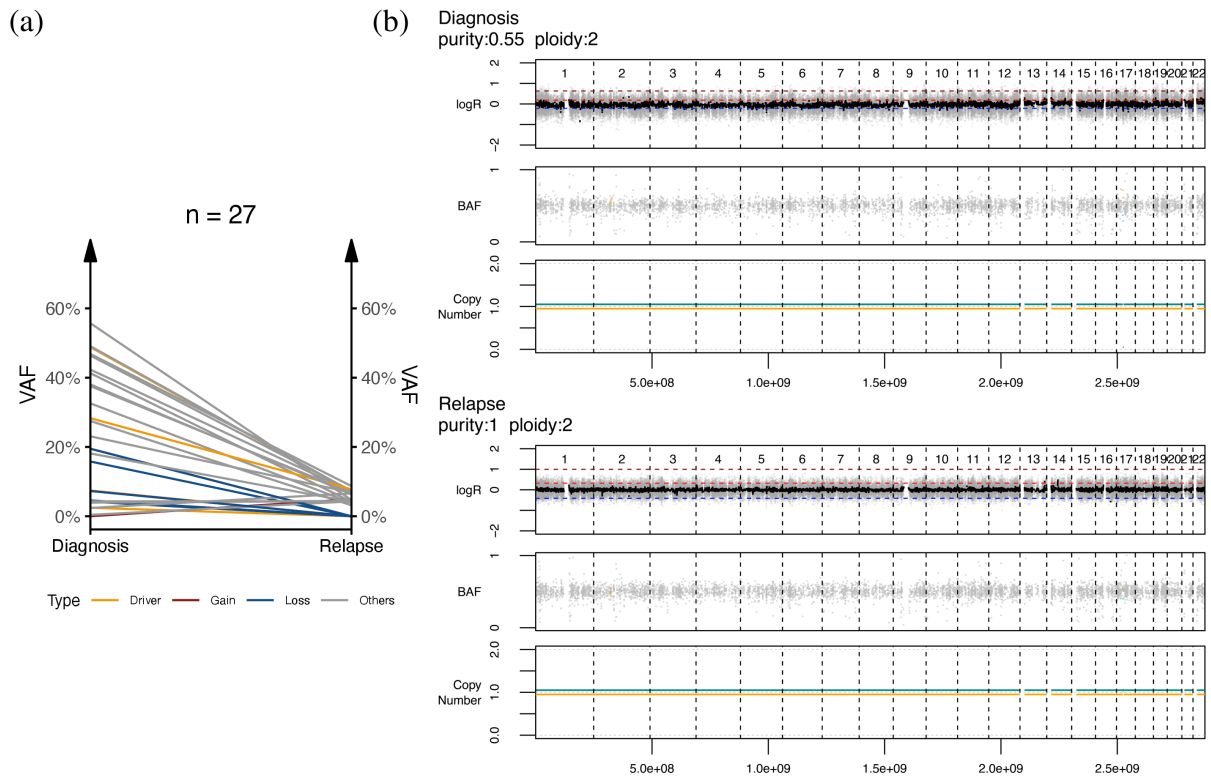 (a)
n = 27
VAF
60%
40%
20%
0%
60%
40%
20%
0%
VAF
Diagnosis
Relapse
Type Driver Gain Loss Others
(b)
Diagnosis
purity:0.55 ploidy:2
1 2 3 4 5 6 7 8 9 10 11 12 13 14 15 16 17 18 19 20 21 22
logR
2
1
0
−2
BAF
1
0
Copy
Number
2.0
1.0
0.0
5.0e+08 1.0e+09 1.5e+09 2.0e+09 2.5e+09
Relapse
purity:1 ploidy:2
1 2 3 4 5 6 7 8 9 10 11 12 13 14 15 16 17 18 19 20 21 22
logR
2
1
0
−2
BAF
1
0
Copy
Number
2.0
1.0
0.0
5.0e+08 1.0e+09 1.5e+09 2.0e+09 2.5e+09